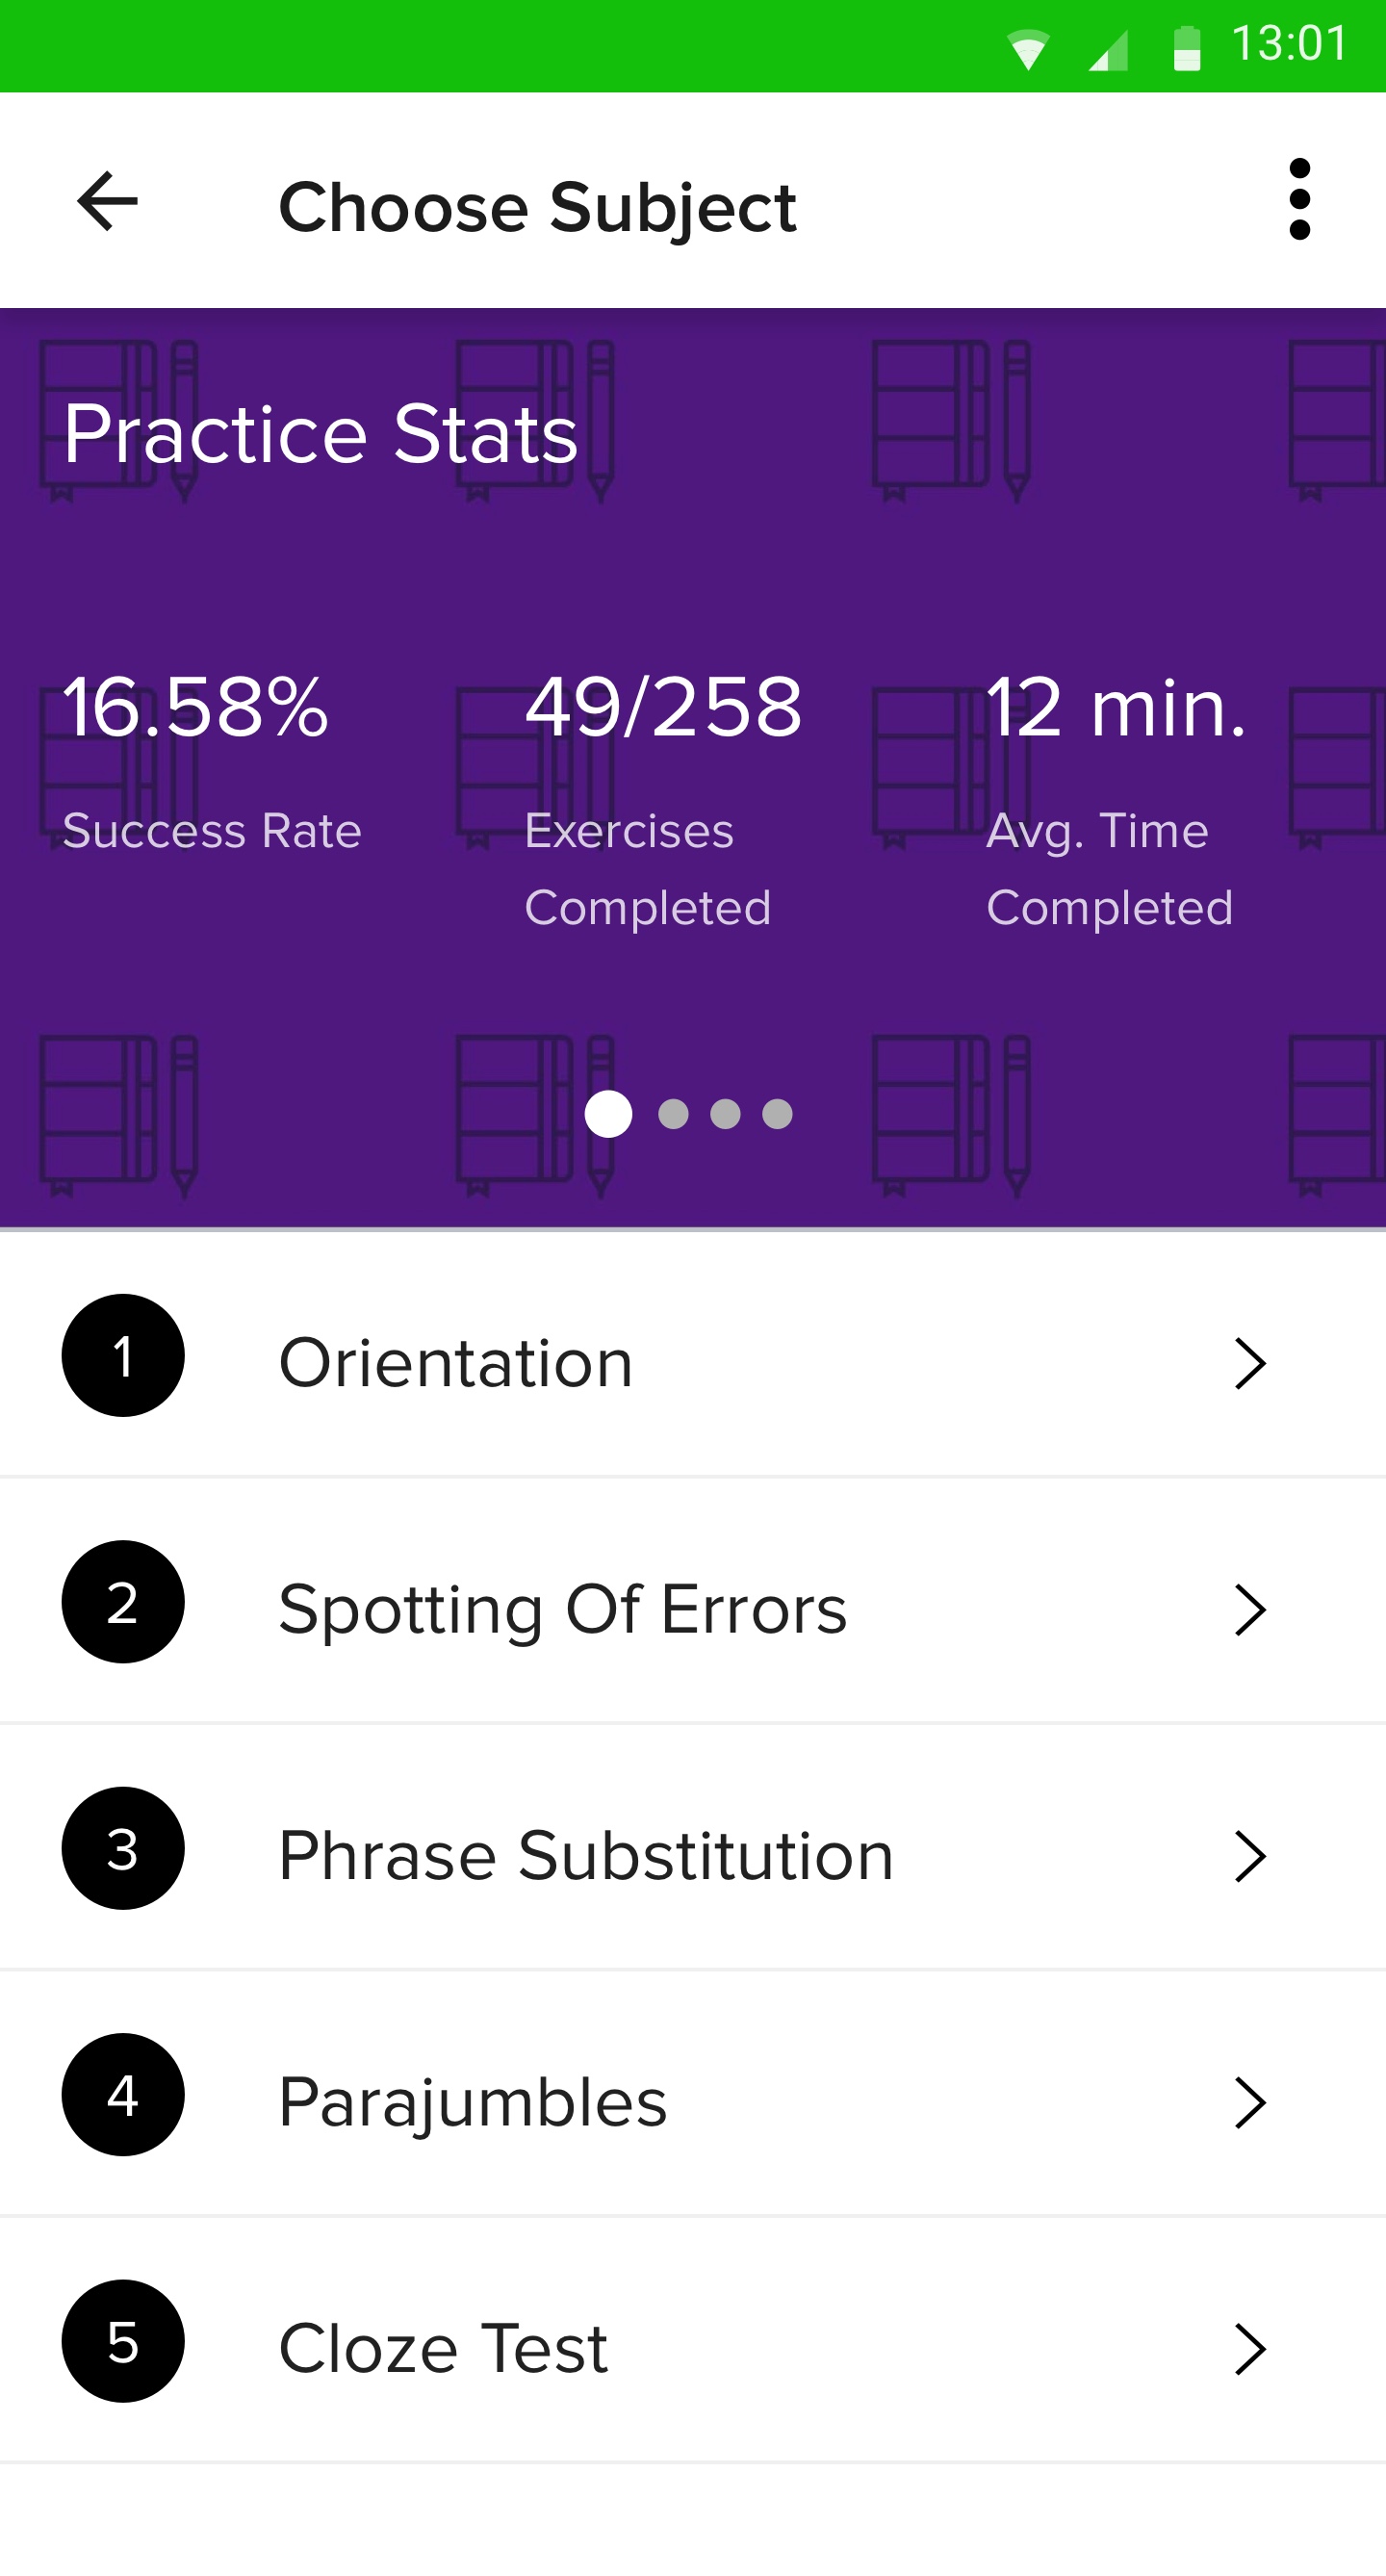 13:01
Choose Subject
Practice Stats
16.58%
49/258
12 min.
Success Rate
Exercises
Completed
Avg. Time
Completed
1
Orientation
2
Spotting Of Errors
3
Phrase Substitution
4
Parajumbles
5
Cloze Test